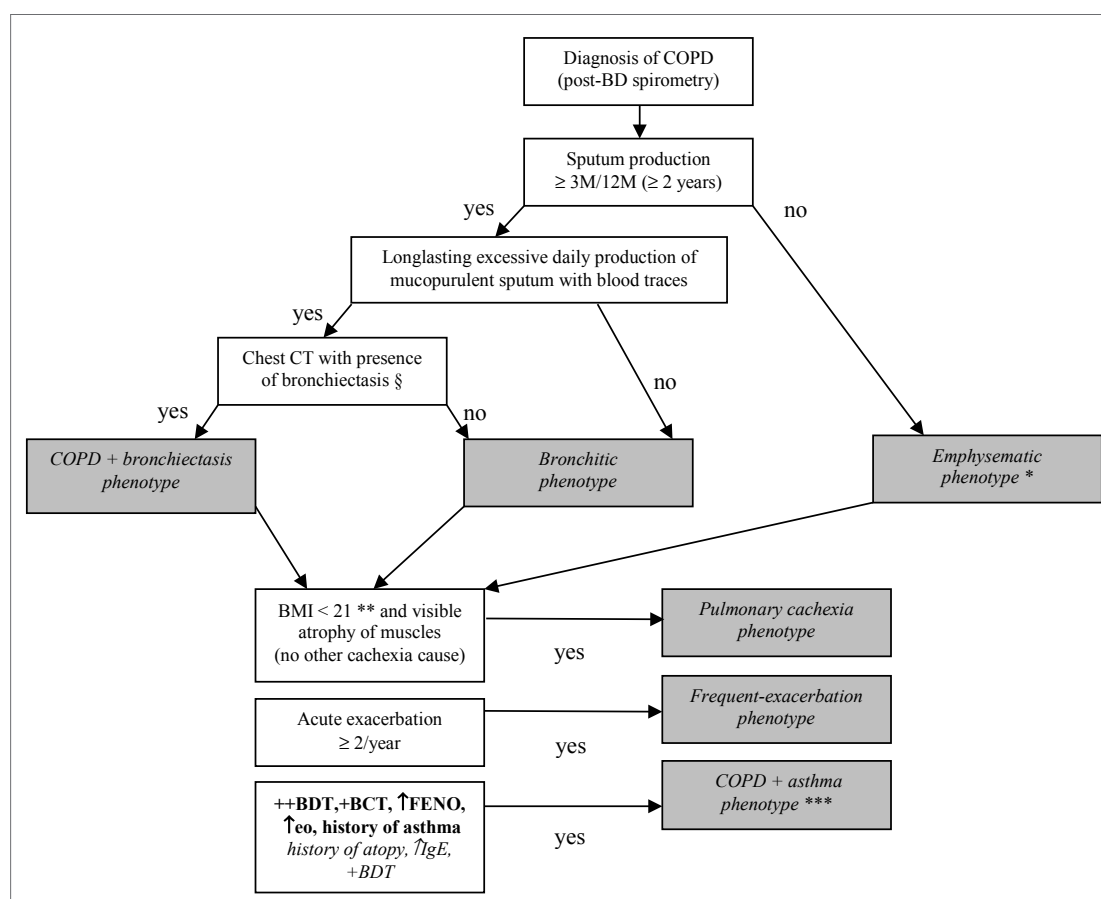 Diagnosis of COPD
(post-BD spirometry)
Sputum production
≥ 3M/12M (≥ 2 years)
yes
no
Longlasting excessive daily production of
mucopurulent sputum with blood traces
yes
no
Chest CT with presence
of bronchiectasis §
yes
no
COPD + bronchiectasis
phenotype
Bronchitic
phenotype
Emphysematic
phenotype *
BMI < 21 ** and visible
atrophy of muscles
(no other cachexia cause)
yes
Pulmonary cachexia
phenotype
Acute exacerbation
≥ 2/year
yes
Frequent-exacerbation
phenotype
++BDT,+BCT, ↑FENO,
↑eo, history of asthma
history of atopy, ↑IgE,
+BDT
yes
COPD + asthma
phenotype ***